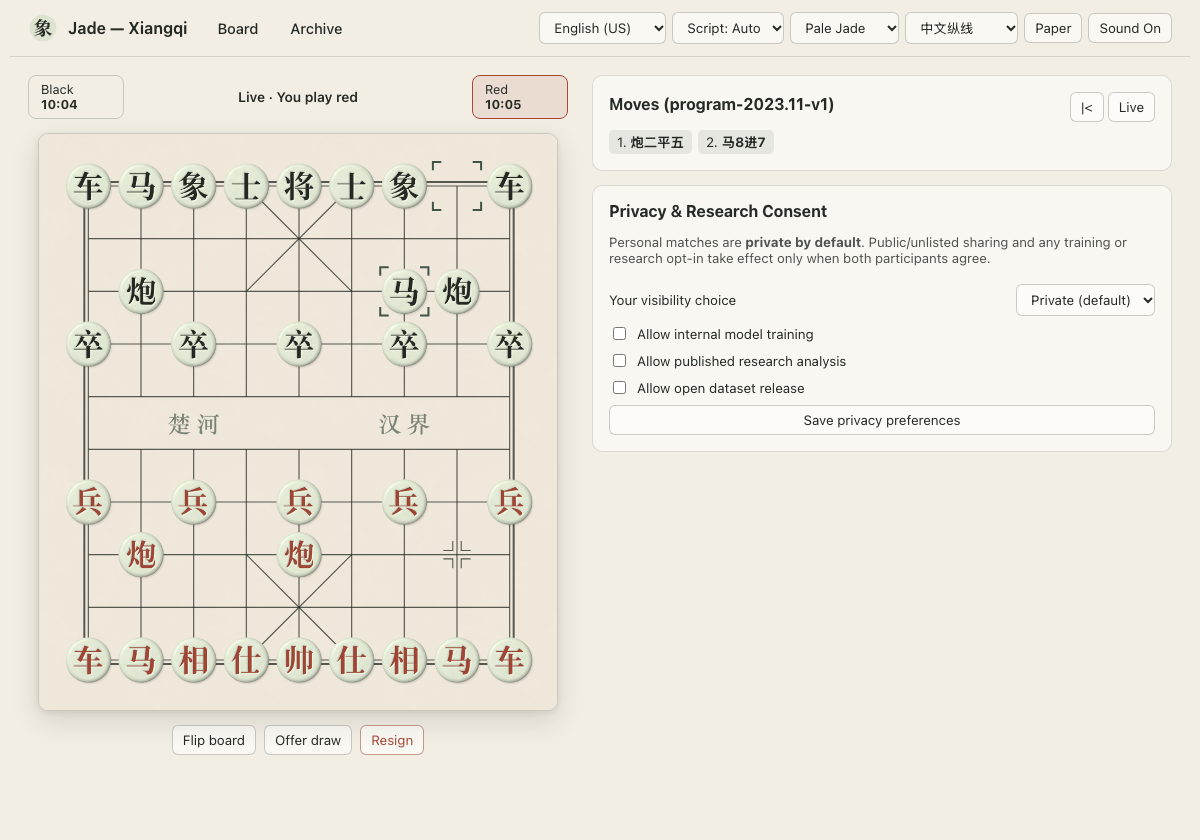 象 Jade — Xiangqi Board Archive English (US) Script: Auto Pale Jade 中文纵线 Paper Sound On
Black
10:04
Live · You play red
Red
10:05
车 马 象 士 将 士 象 车
炮 马 炮
卒 卒 卒 卒 卒
楚河 汉界
兵 兵 兵 兵 兵
炮 炮
车 马 相 仕 帅 仕 相 马 车
Flip board Offer draw Resign
Moves (program-2023.11-v1) |< Live
1. 炮二平五 2. 马8进7
Privacy & Research Consent
Personal matches are private by default. Public/unlisted sharing and any training or
research opt-in take effect only when both participants agree.
Your visibility choice Private (default)
Allow internal model training
Allow published research analysis
Allow open dataset release
Save privacy preferences